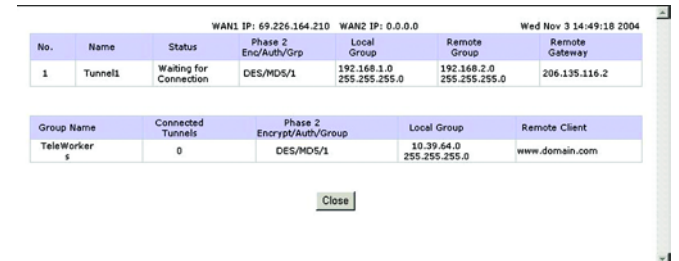 WAN1 IP: 69.226.164.210 WAN2 IP: 0.0.0.0 Wed Nov 3 14:49:18 2004
No. Name Status Phase 2 Enc/Auth/Grp Local Group Remote Group Remote Gateway
1 Tunnel1 Waiting for Connection DES/MD5/1 192.168.1.0 255.255.255.0 192.168.2.0 255.255.255.0 206.135.116.2
Group Name Connected Tunnels Phase 2 Encrypt/Auth/Group Local Group Remote Client
TeleWorkers 0 DES/MD5/1 10.39.64.0 255.255.255.0 www.domain.com
Close